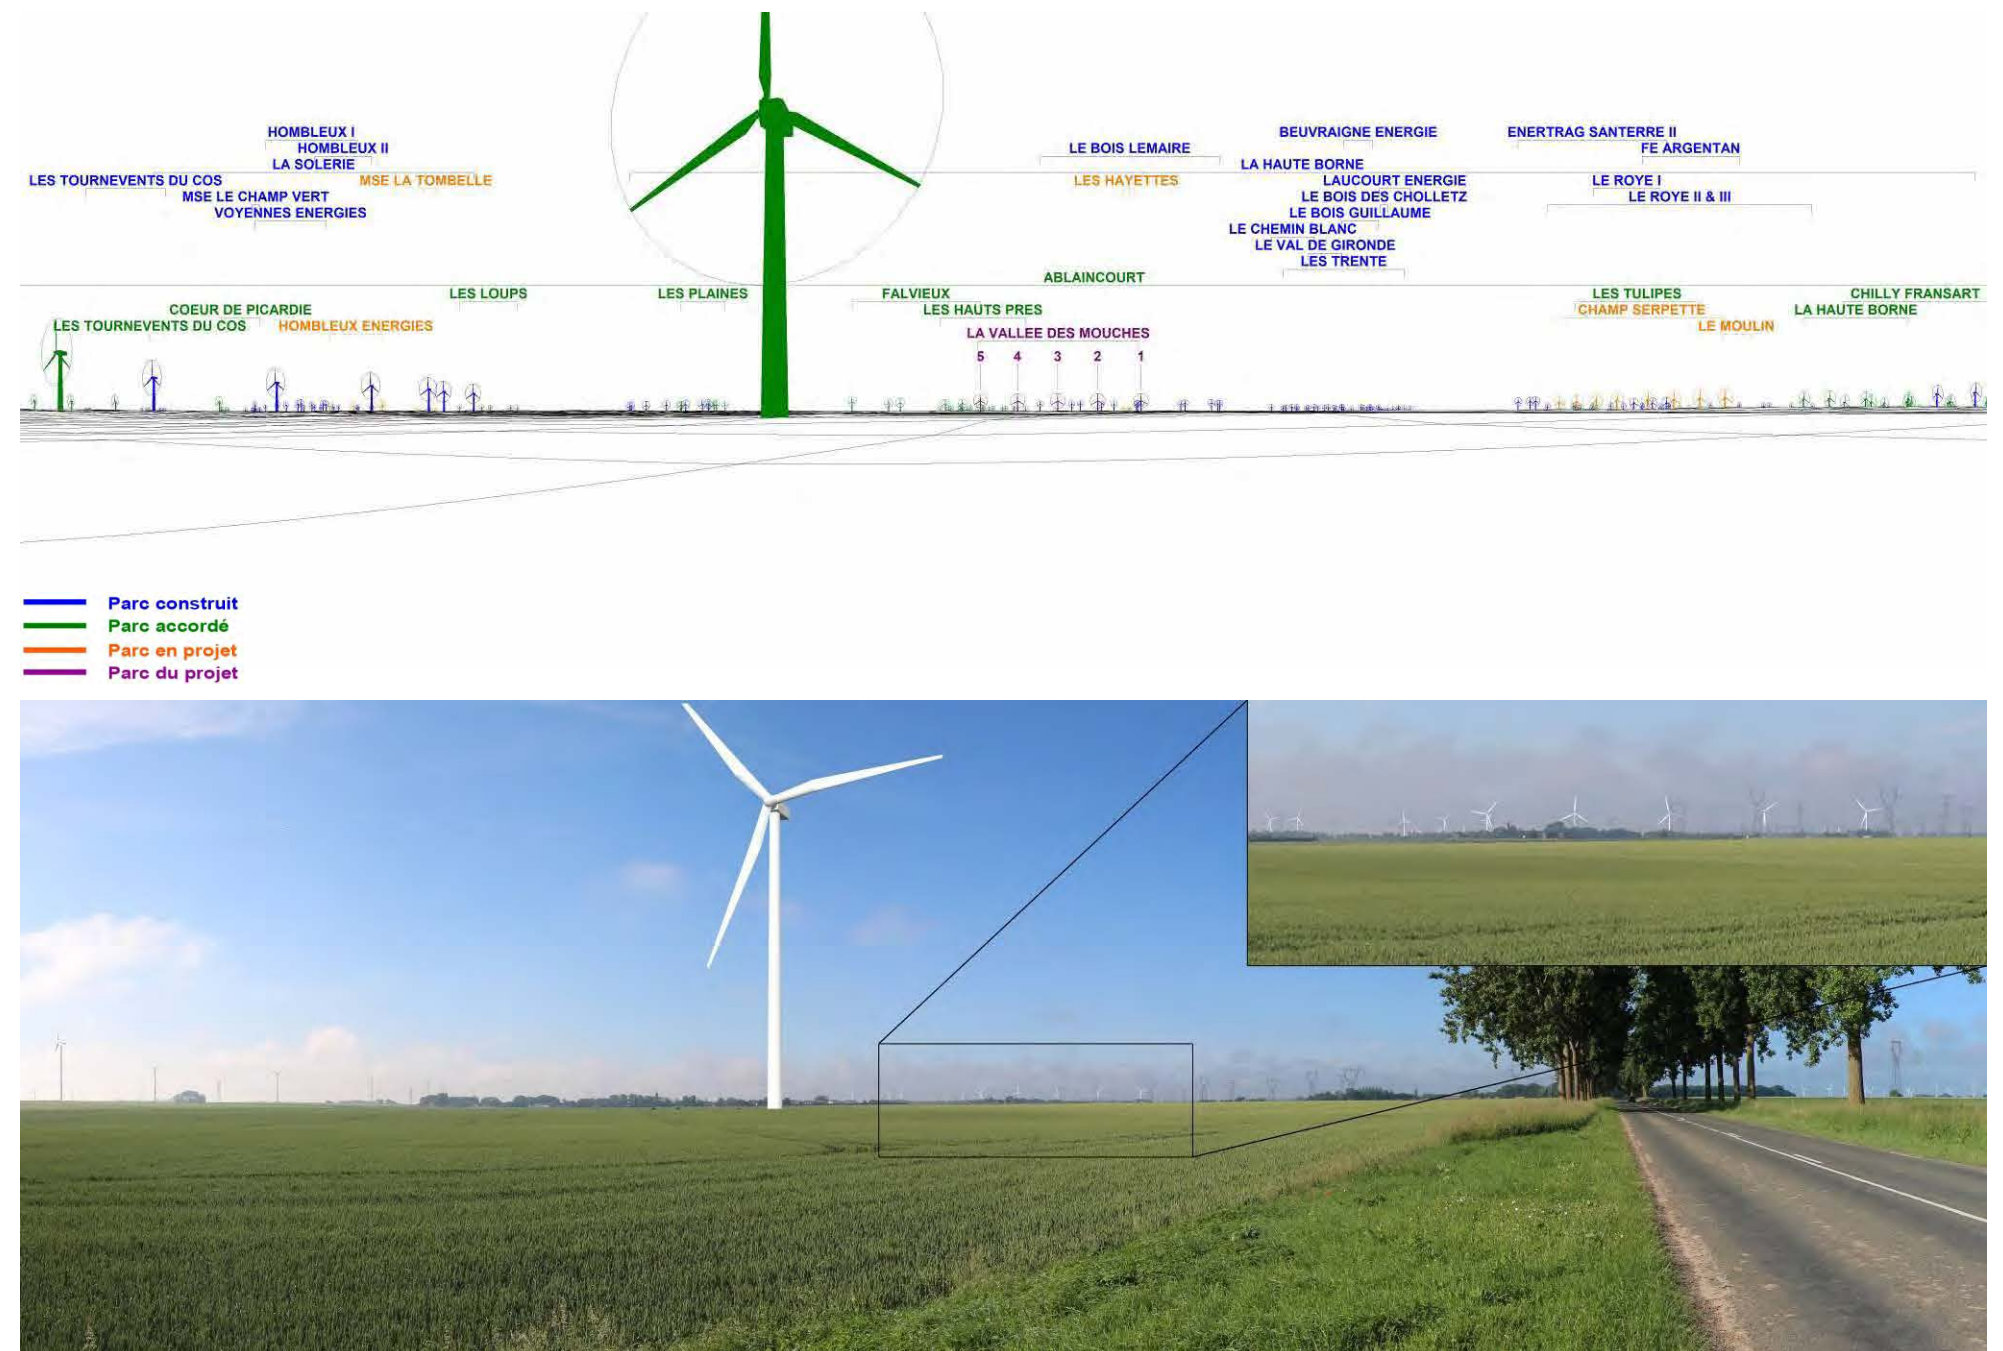 HOMBLEUX I
HOMBLEUX II
LA SOLERIE
LES TOURNEVENTS DU COS
MSE LA TOMBELLE
MSE LE CHAMP VERT
VOYENNES ENERGIES
LE BOIS LEMAIRE
LES HAYETTES
BEUVRAIGNE ENERGIE
LA HAUTE BORNE
LAUCOURT ENERGIE
LE BOIS DES CHOLLETZ
LE BOIS GUILLAUME
LE CHEMIN BLANC
LE VAL DE GIRONDE
LES TRENTE
ENERTRAG SANTERRE II
FE ARGENTAN
LE ROYE I
LE ROYE II & III
ABLAINCOURT
LES LOUPS
LES PLAINES
FALVIEUX
LES TULIPES
CHILLY FRANSART
COEUR DE PICARDIE
LES HAUTS PRES
CHAMP SERPETTE
LA HAUTE BORNE
LES TOURNEVENTS DU COS
HOMBLEUX ENERGIES
LA VALLEE DES MOUCHES
LE MOULIN
5 4 3 2 1
Parc construit
Parc accordé
Parc en projet
Parc du projet